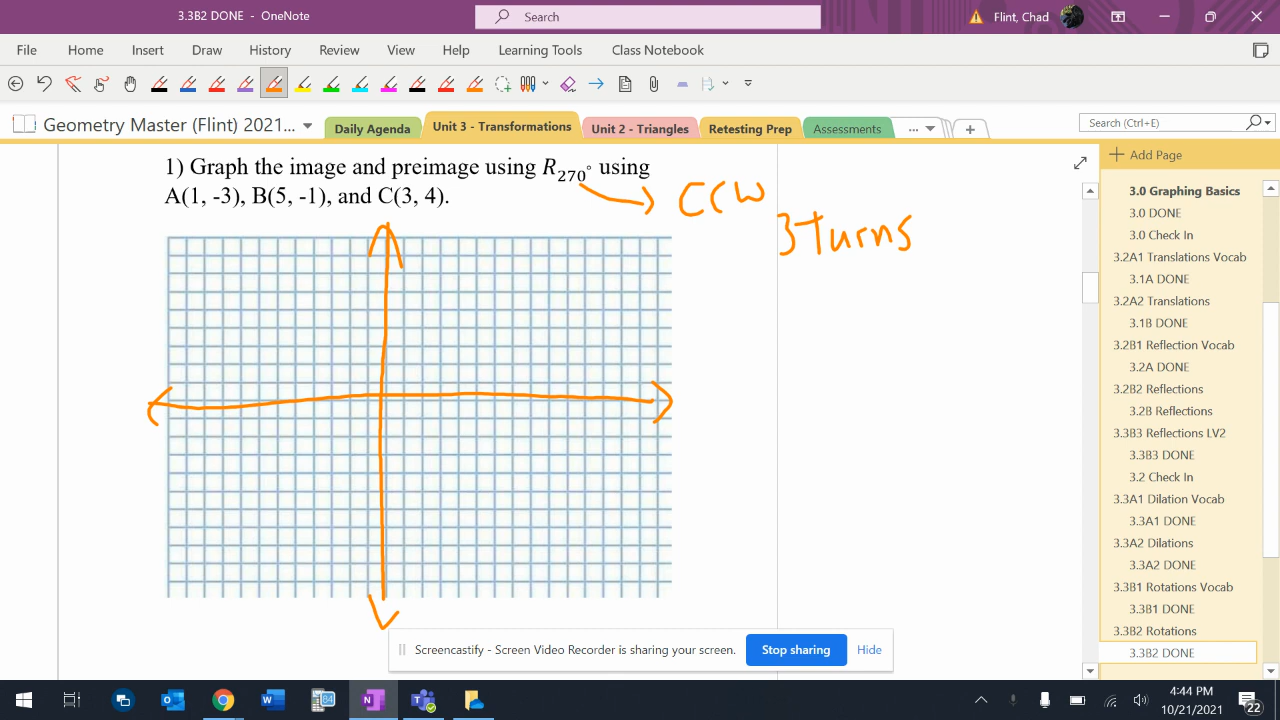 3.3B2 DONE - OneNote
Search
Flint, Chad
File Home Insert Draw History Review View Help Learning Tools Class Notebook
Geometry Master (Flint) 2021...
Daily Agenda
Unit 3 - Transformations
Unit 2 - Triangles
Retesting Prep
Assessments
...
Search (Ctrl+E)
1) Graph the image and preimage using R270° using
A(1, -3), B(5, -1), and C(3, 4).
CCW
3 turns
Add Page
3.0 Graphing Basics
3.0 DONE
3.0 Check In
3.2A1 Translations Vocab
3.1A DONE
3.2A2 Translations
3.1B DONE
3.2B1 Reflection Vocab
3.2A DONE
3.2B2 Reflections
3.2B Reflections
3.3B3 Reflections LV2
3.3B3 DONE
3.2 Check In
3.3A1 Dilation Vocab
3.3A1 DONE
3.3A2 Dilations
3.3A2 DONE
3.3B1 Rotations Vocab
3.3B1 DONE
3.3B2 Rotations
3.3B2 DONE
Screencastify - Screen Video Recorder is sharing your screen.
Stop sharing
Hide
84
4:44 PM
10/21/2021
22